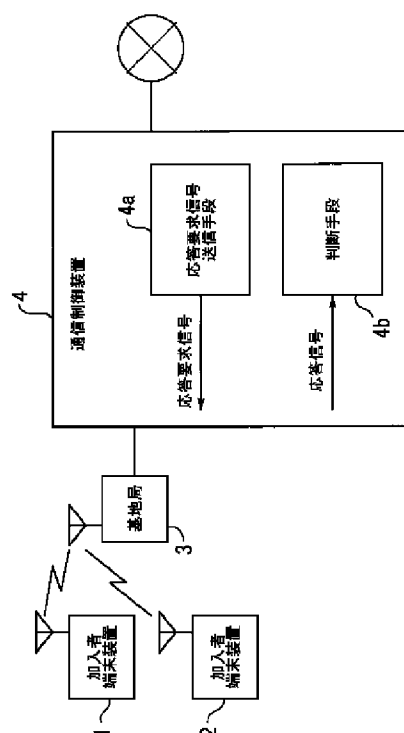 4
通信制御装置
4a
応答要求信号
送信手段
応答要求信号
判断手段
4b
応答信号
基地局
3
加入者
端末装置
1
加入者
端末装置
2